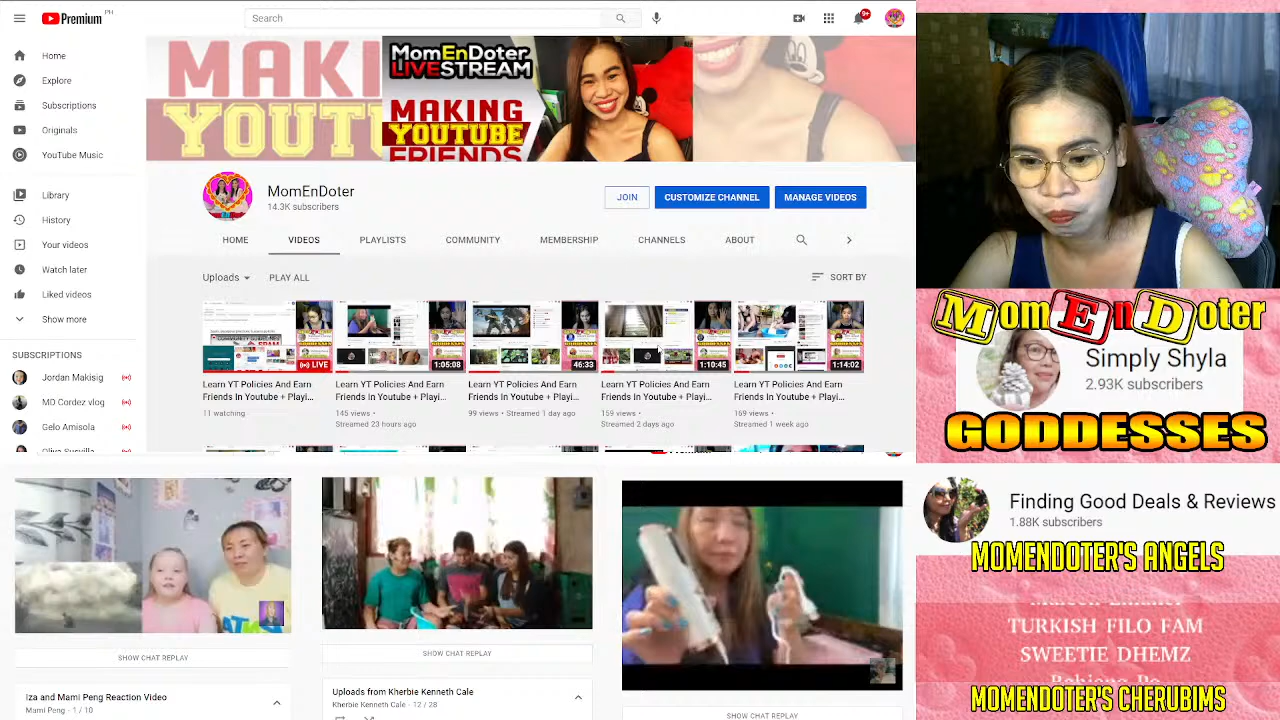 Premium PH
Search
9+
Home
Explore
Subscriptions
Originals
YouTube Music
Library
History
Your videos
Watch later
Liked videos
Show more
SUBSCRIPTIONS
Jordan Makisig
MD Cordez vlog
Gelo Amisola
MAKI
YOUT
MomEnDoter
LIVESTREAM
MAKING
YOUTUBE
FRIENDS
MomEnDoter
14.3K subscribers
JOIN
CUSTOMIZE CHANNEL
MANAGE VIDEOS
HOME
VIDEOS
PLAYLISTS
COMMUNITY
MEMBERSHIP
CHANNELS
ABOUT
Uploads
PLAY ALL
SORT BY
LIVE
1:05:08
46:33
1:10:45
1:14:02
Learn YT Policies And Earn
Friends In Youtube + Playi...
11 watching
Learn YT Policies And Earn
Friends In Youtube + Playi...
145 views •
Streamed 23 hours ago
Learn YT Policies And Earn
Friends In Youtube + Playi...
99 views • Streamed 1 day ago
Learn YT Policies And Earn
Friends In Youtube + Playi...
159 views •
Streamed 2 days ago
Learn YT Policies And Earn
Friends In Youtube + Playi...
169 views •
Streamed 1 week ago
SHOW CHAT REPLAY
Iza and Mami Peng Reaction Video
Mami Peng - 1 / 10
SHOW CHAT REPLAY
Uploads from Kherbie Kenneth Cale
Kherbie Kenneth Cale - 12 / 28
SHOW CHAT REPLAY
MomEnDoter
Simply Shyla
2.93K subscribers
GODDESSES
Finding Good Deals & Reviews
1.88K subscribers
MOMENDOTER'S ANGELS
TURKISH FILO FAM
SWEETIE DHEMZ
MOMENDOTER'S CHERUBIMS